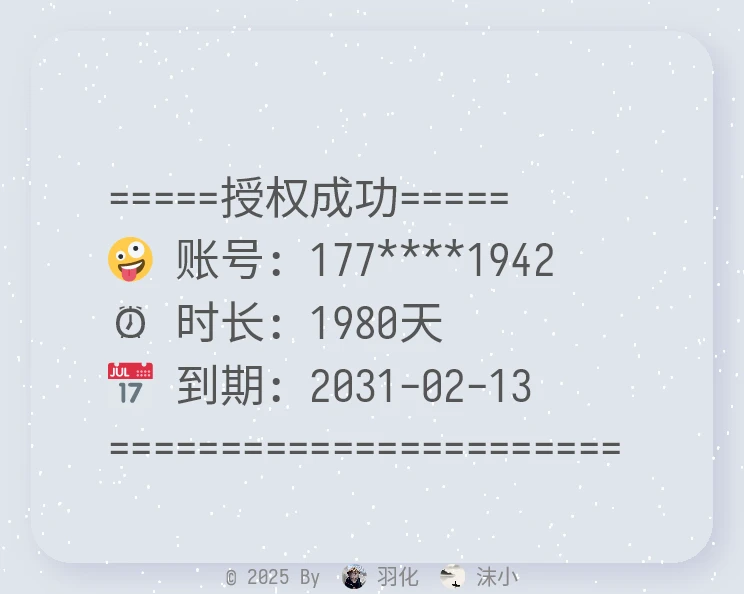 =====授权成功=====
🤪 账号: 177****1942
⏰ 时长: 1980天
📅 到期: 2031-02-13
=======================
© 2025 By 羽化 沫小